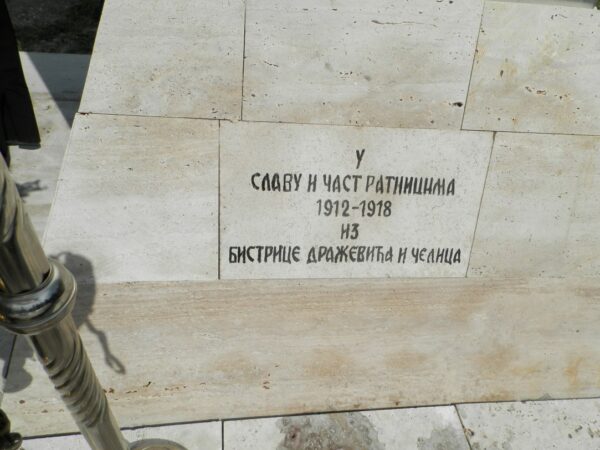 У
СЛАВУ И ЧАСТ РАТНИЦИМА
1912-1918
ИЗ
БИСТРИЦЕ ДРАЖЕВИЋА И ЧЕЛИЦА